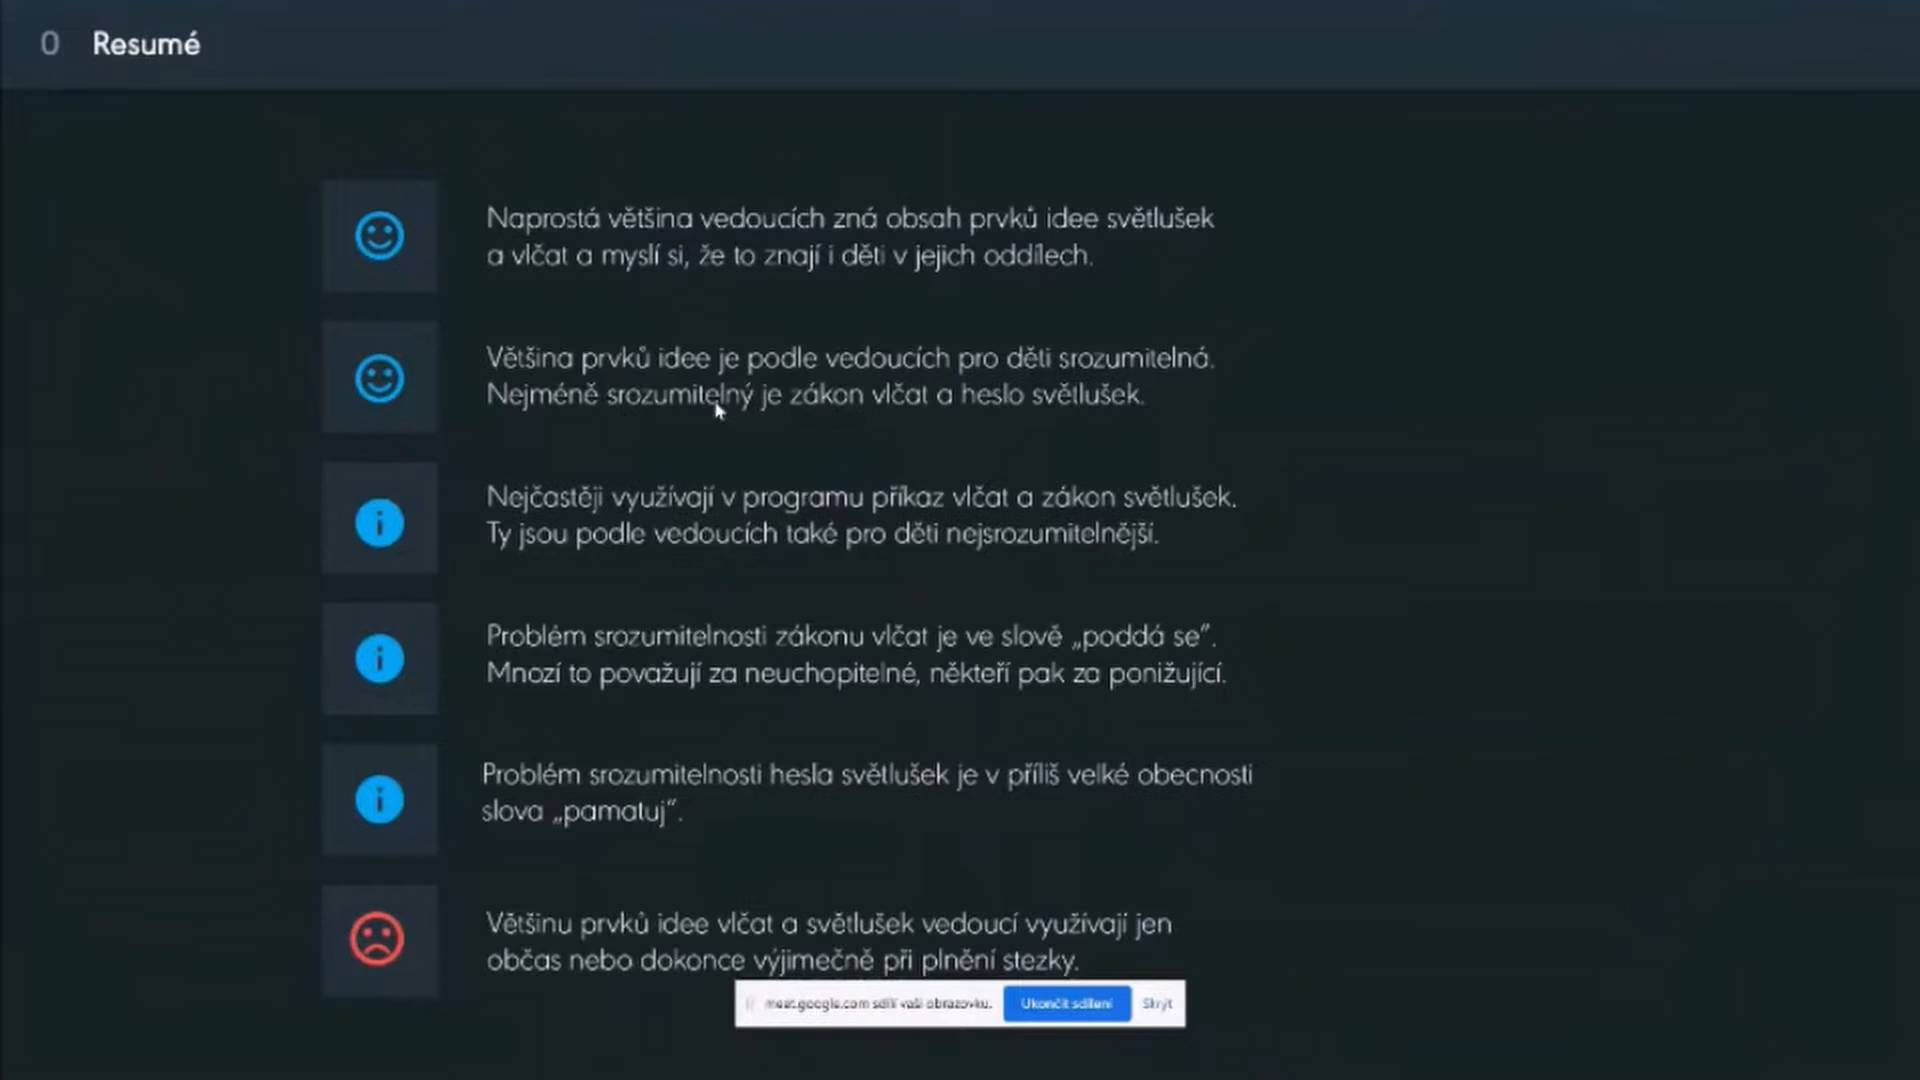 0 Resumé
Naprostá většina vedoucích zná obsah prvků idee světlušek
a vlčat a myslí si, že to znají i děti v jejich oddílech.
Většina prvků idee je podle vedoucích pro děti srozumitelná.
Nejméně srozumitelný je zákon vlčat a heslo světlušek.
Nejčastěji využívají v programu příkaz vlčat a zákon světlušek.
Ty jsou podle vedoucích také pro děti nejsrozumitelnější.
Problém srozumitelnosti zákonu vlčat je ve slově „poddá se“.
Mnozí to považují za neuchopitelné, někteří pak za ponižující.
Problém srozumitelnosti hesla světlušek je v příliš velké obecnosti
slova „pamatuj“.
Většinu prvků idee vlčat a světlušek vedoucí využívají jen
občas nebo dokonce výjimečně při plnění stezky.
meet.google.com sdílí vaši obrazovku. Ukončit sdílení Skrýt